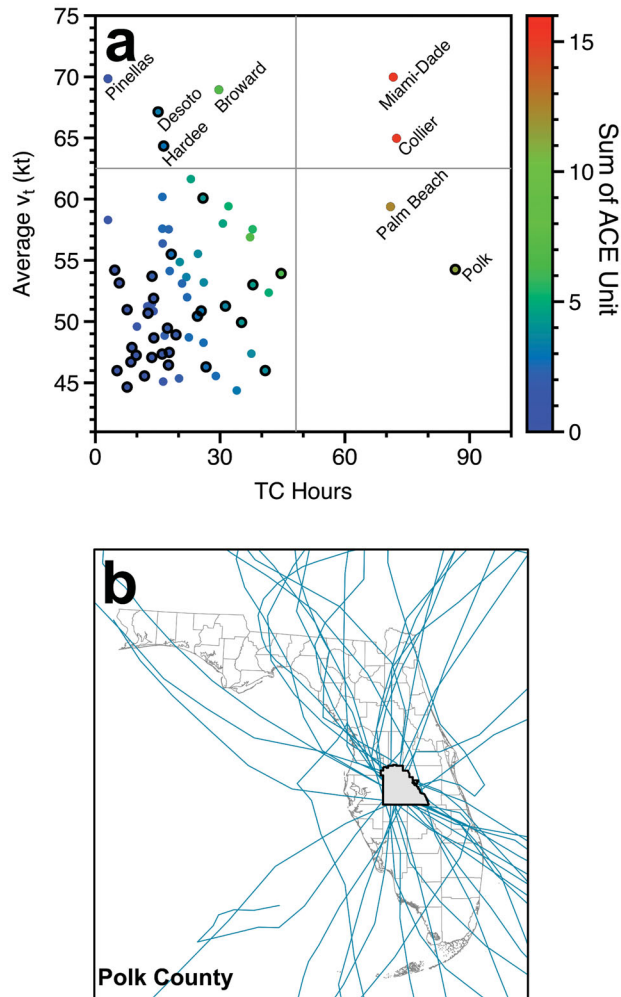 a
75
70
65
60
55
50
45
Average vt (kt)
Pinellas
Desoto
Hardee
Broward
Miami-Dade
Collier
Palm Beach
Polk
0
30
60
90
TC Hours
15
10
5
0
Sum of ACE Unit
b
Polk County